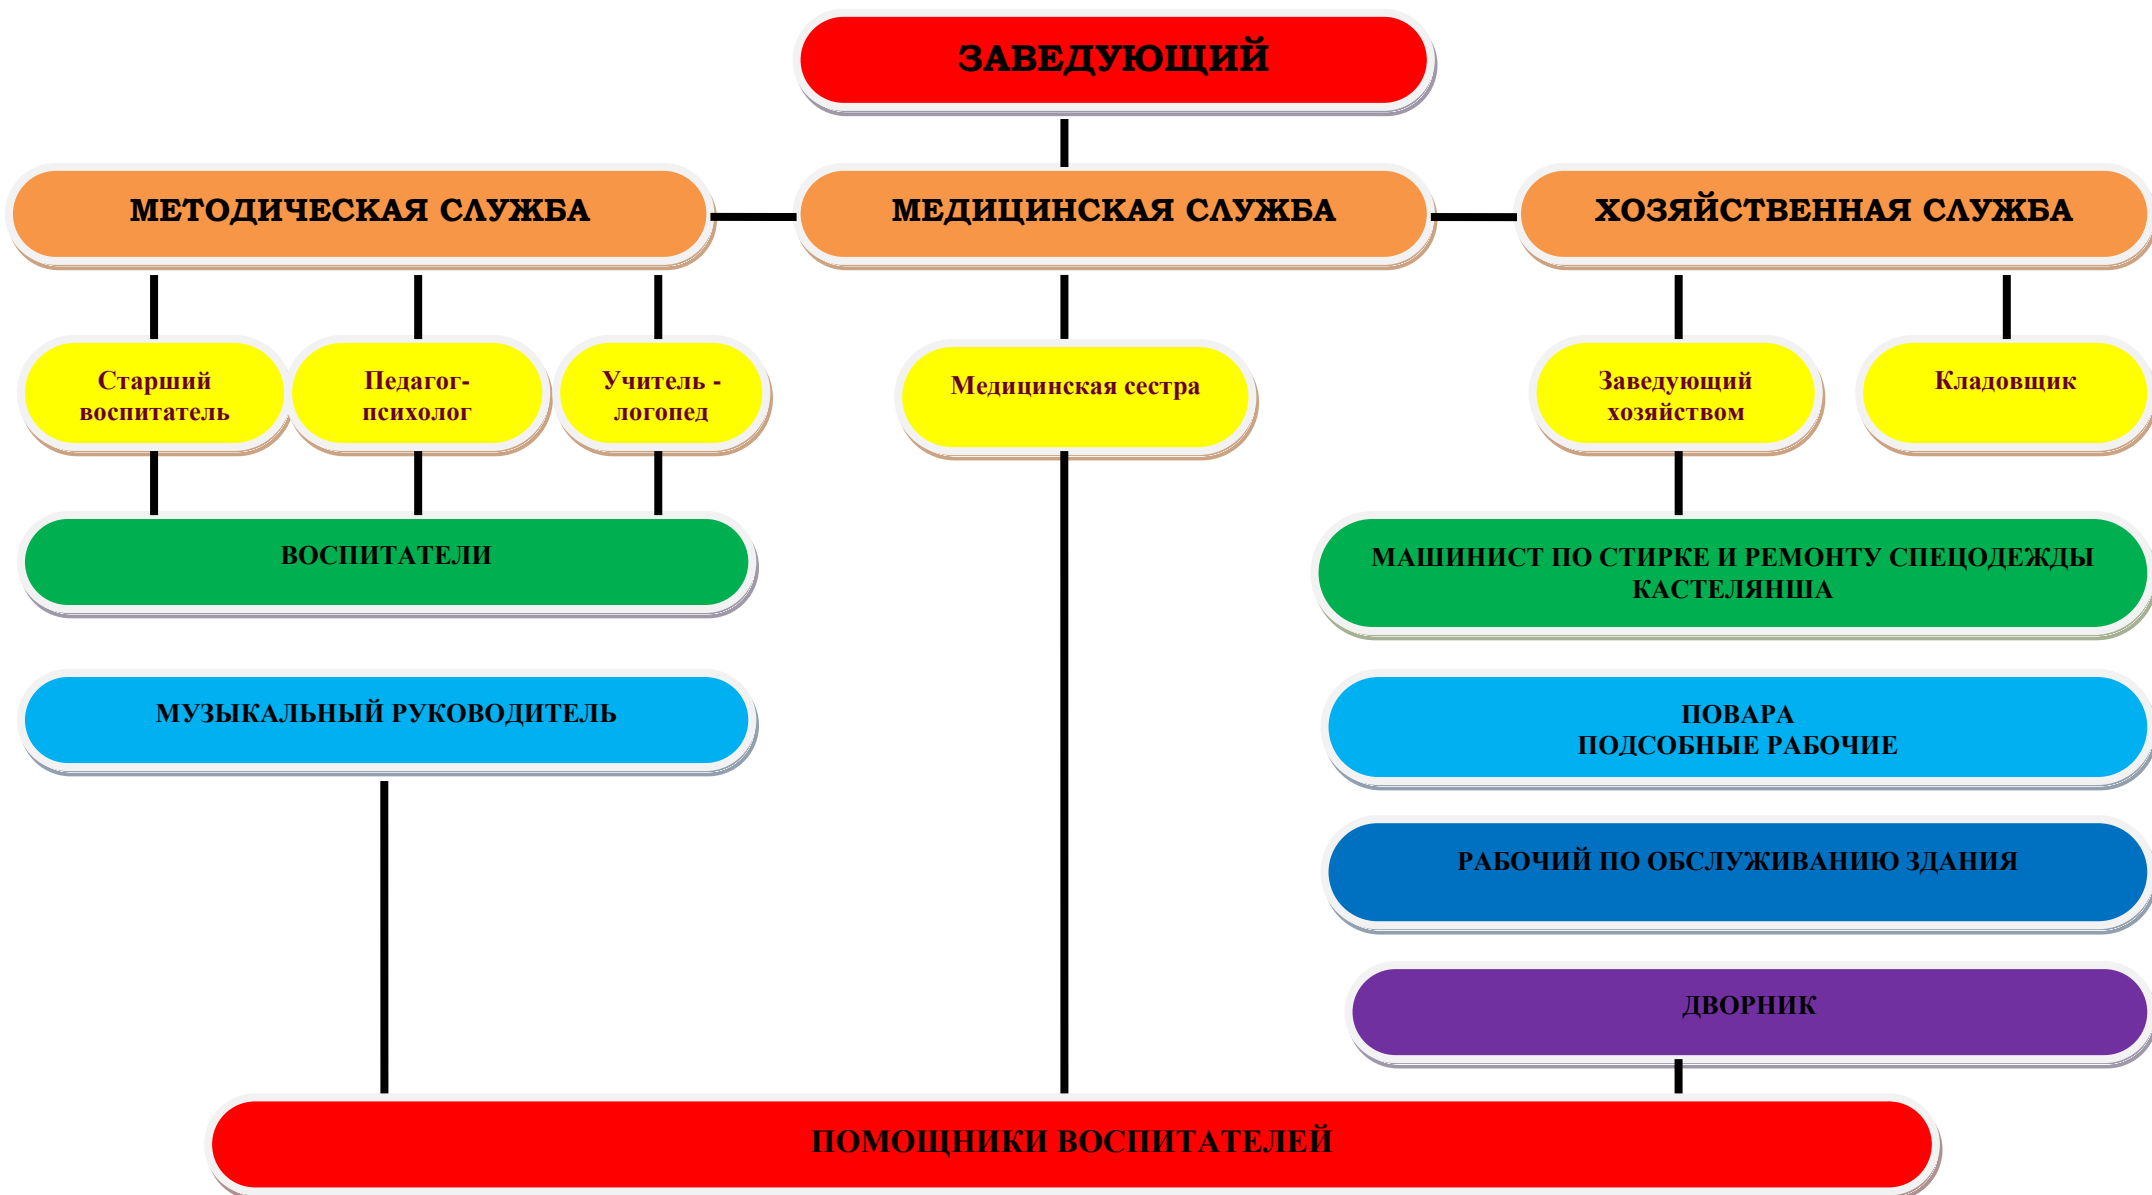 ЗАВЕДУЮЩИЙ
МЕТОДИЧЕСКАЯ СЛУЖБА
МЕДИЦИНСКАЯ СЛУЖБА
ХОЗЯЙСТВЕННАЯ СЛУЖБА
Старший
воспитатель
Педагог-
психолог
Учитель -
логопед
Медицинская сестра
Заведующий
хозяйством
Кладовщик
ВОСПИТАТЕЛИ
МАШИНИСТ ПО СТИРКЕ И РЕМОНТУ СПЕЦОДЕЖДЫ
КАСТЕЛЯНША
МУЗЫКАЛЬНЫЙ РУКОВОДИТЕЛЬ
ПОВАРА
ПОДСОБНЫЕ РАБОЧИЕ
РАБОЧИЙ ПО ОБСЛУЖИВАНИЮ ЗДАНИЯ
ДВОРНИК
ПОМОЩНИКИ ВОСПИТАТЕЛЕЙ